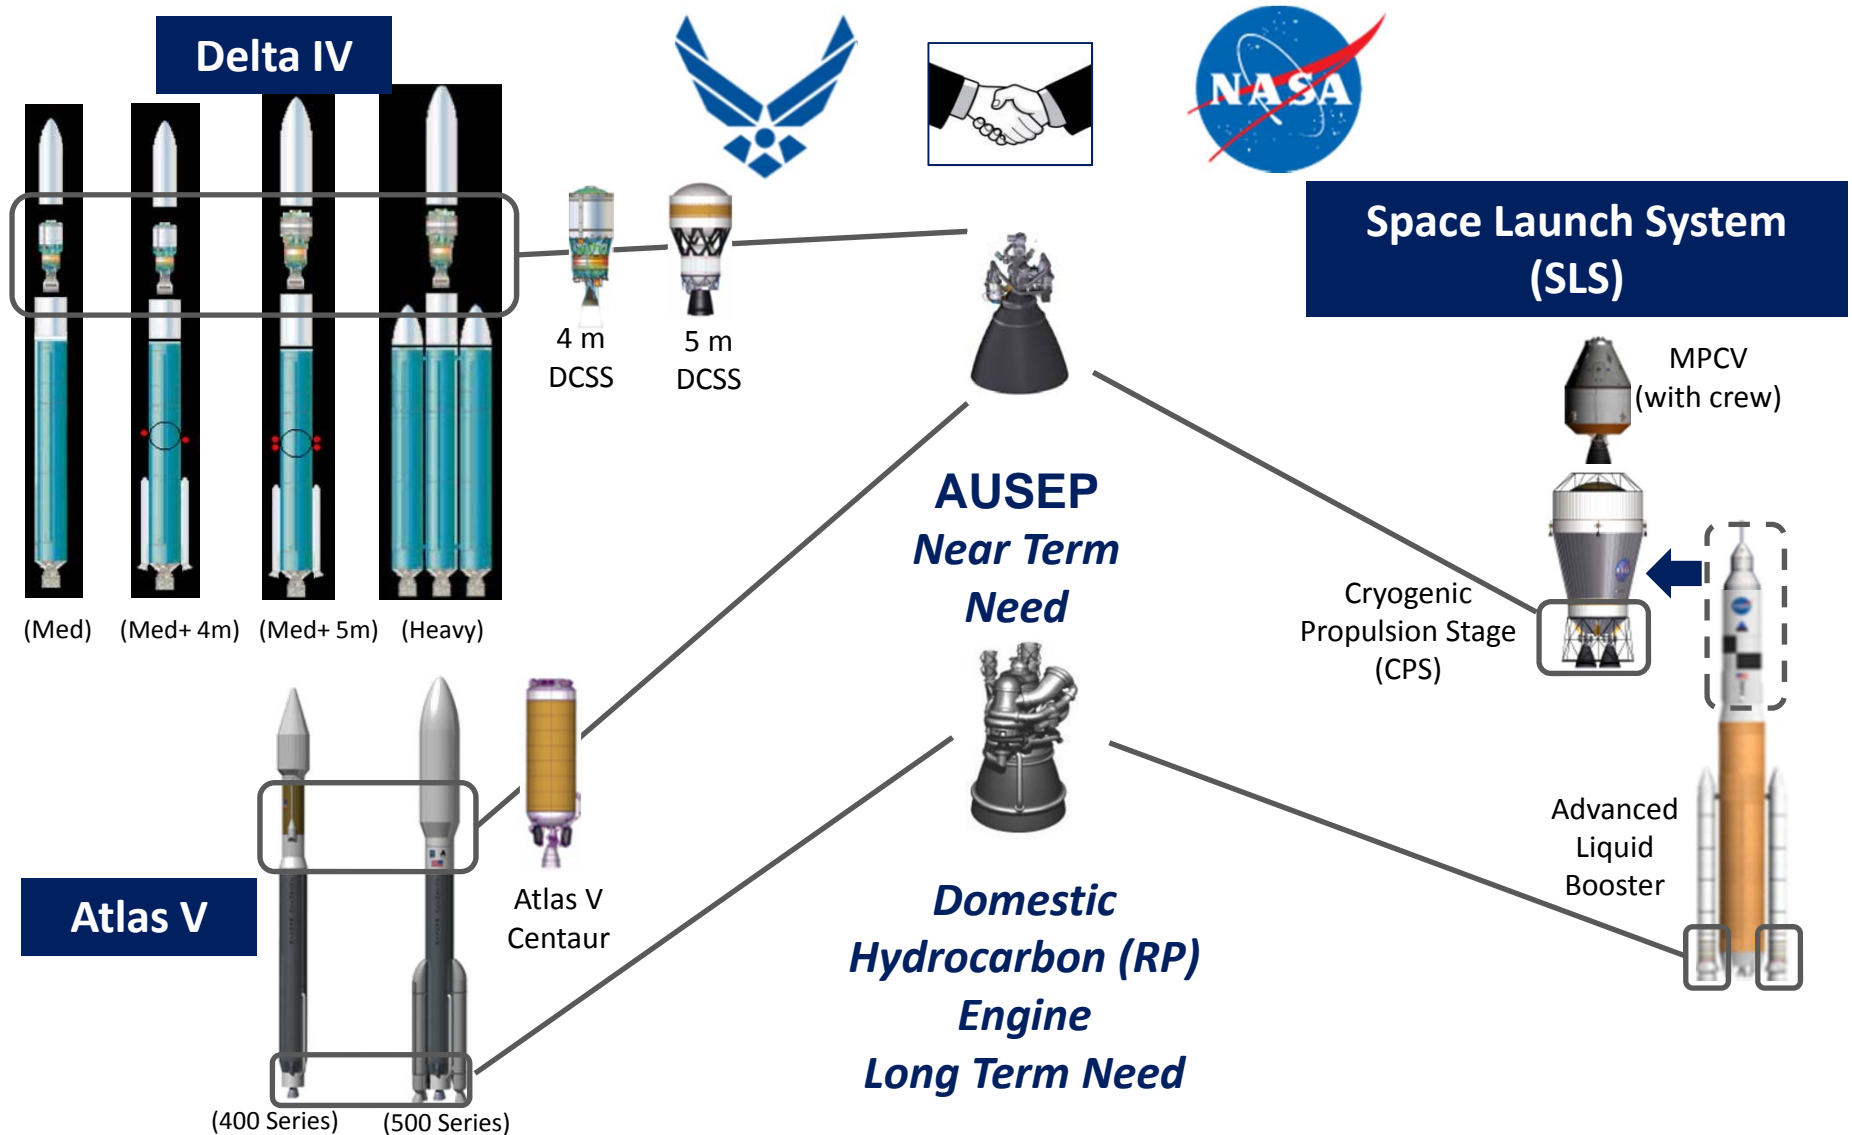 Delta IV
NASA
Space Launch System
(SLS)
4 m
DCSS
5 m
DCSS
MPCV
(with crew)
AUSEP
Near Term
Need
(Med)
(Med+ 4m)
(Med+ 5m)
(Heavy)
Cryogenic
Propulsion Stage
(CPS)
Advanced
Liquid
Booster
Atlas V
Atlas V
Centaur
Domestic
Hydrocarbon (RP)
Engine
Long Term Need
(400 Series)
(500 Series)